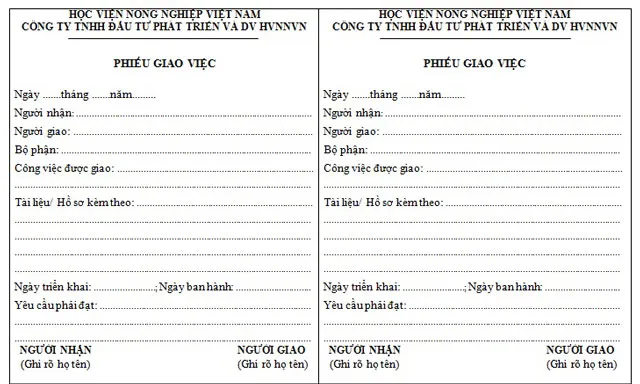 HỌC VIỆN NÔNG NGHIỆP VIỆT NAM
CÔNG TY TNHH ĐẦU TƯ PHÁT TRIỂN VÀ DV HVNNVN
PHIẾU GIAO VIỆC
Ngày .......tháng .......năm.........
Người nhận:
Người giao:
Bộ phận:
Công việc được giao:
Tài liệu/ Hồ sơ kèm theo:
Ngày triển khai: ; Ngày ban hành:
Yêu cầu phải đạt:
NGƯỜI NHẬN NGƯỜI GIAO
(Ghi rõ họ tên) (Ghi rõ họ tên)
HỌC VIỆN NÔNG NGHIỆP VIỆT NAM
CÔNG TY TNHH ĐẦU TƯ PHÁT TRIỂN VÀ DV HVNNVN
PHIẾU GIAO VIỆC
Ngày .......tháng .......năm.........
Người nhận:
Người giao:
Bộ phận:
Công việc được giao:
Tài liệu/ Hồ sơ kèm theo:
Ngày triển khai: ; Ngày ban hành:
Yêu cầu phải đạt:
NGƯỜI NHẬN NGƯỜI GIAO
(Ghi rõ họ tên) (Ghi rõ họ tên)